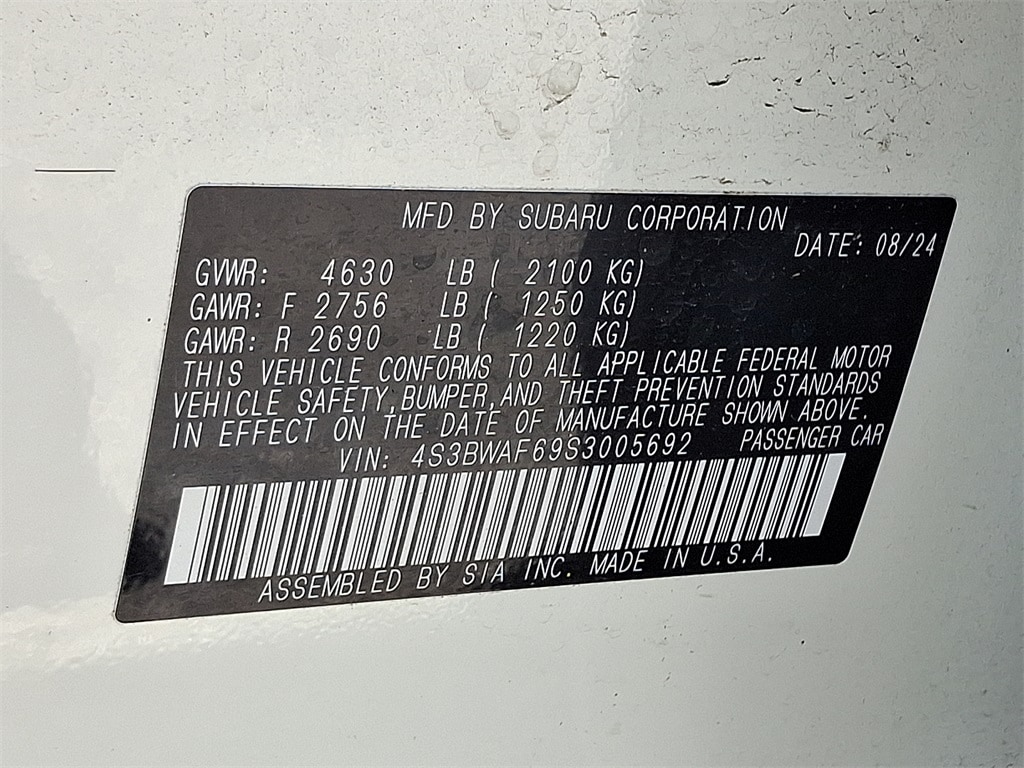 MFD BY SUBARU CORPORATION
DATE: 08/24
GVWR: 4630 LB ( 2100 KG)
GAWR: F 2756 LB ( 1250 KG)
GAWR: R 2690 LB ( 1220 KG)
THIS VEHICLE CONFORMS TO ALL APPLICABLE FEDERAL MOTOR
VEHICLE SAFETY, BUMPER, AND THEFT PREVENTION STANDARDS
IN EFFECT ON THE DATE OF MANUFACTURE SHOWN ABOVE.
VIN: 4S3BWAF69S3005692 PASSENGER CAR
ASSEMBLED BY SIA INC. MADE IN U.S.A.